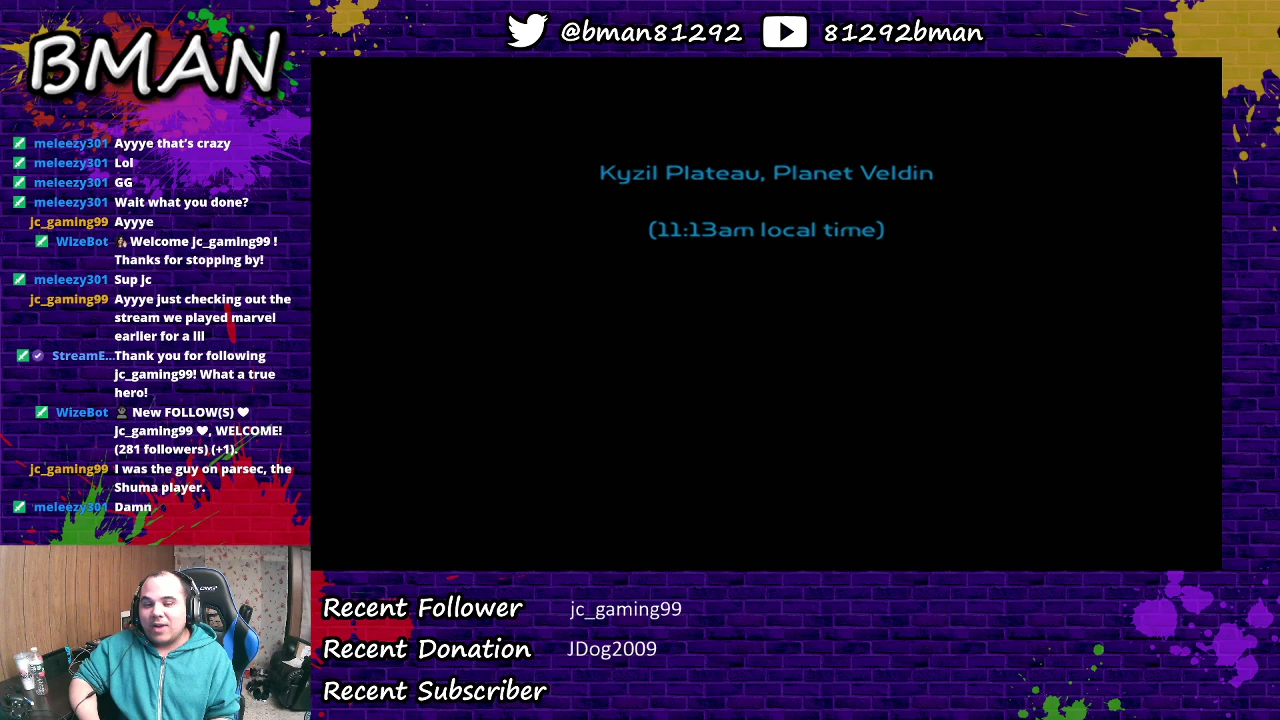 BMAN
@bman81292
81292bman
meleezy301 Ayyye that's crazy
meleezy301 Lol
meleezy301 GG
meleezy301 Wait what you done?
jc_gaming99 Ayyye
WizeBot Welcome jc_gaming99 !
Thanks for stopping by!
meleezy301 Sup Jc
jc_gaming99 Ayyye just checking out the
stream we played marvel
earlier for a lil
StreamE... Thank you for following
jc_gaming99! What a true
hero!
WizeBot New FOLLOW(S)
jc_gaming99 , WELCOME!
(281 followers) (+1).
jc_gaming99 I was the guy on parsec, the
Shuma player.
meleezy301 Damn
Kyzil Plateau, Planet Veldin
(11:13am local time)
Recent Follower jc_gaming99
Recent Donation JDog2009
Recent Subscriber